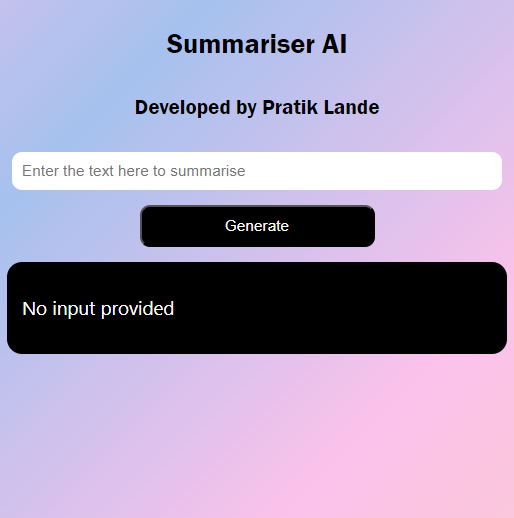 Summariser AI
Developed by Pratik Lande
Enter the text here to summarise
Generate
No input provided